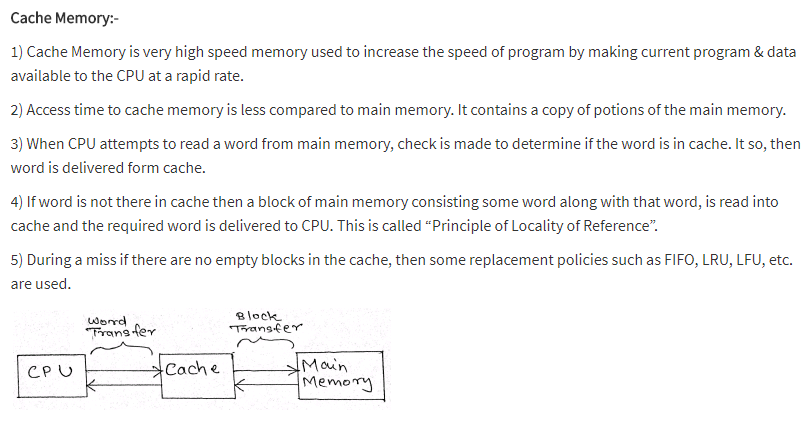 Cache Memory:-
1) Cache Memory is very high speed memory used to increase the speed of program by making current program & data
available to the CPU at a rapid rate.
2) Access time to cache memory is less compared to main memory. It contains a copy of potions of the main memory.
3) When CPU attempts to read a word from main memory, check is made to determine if the word is in cache. It so, then
word is delivered form cache.
4) If word is not there in cache then a block of main memory consisting some word along with that word, is read into
cache and the required word is delivered to CPU. This is called “Principle of Locality of Reference”.
5) During a miss if there are no empty blocks in the cache, then some replacement policies such as FIFO, LRU, LFU, etc.
are used.
Word
Transfer
Block
Transfer
CPU
Cache
Main
Memory